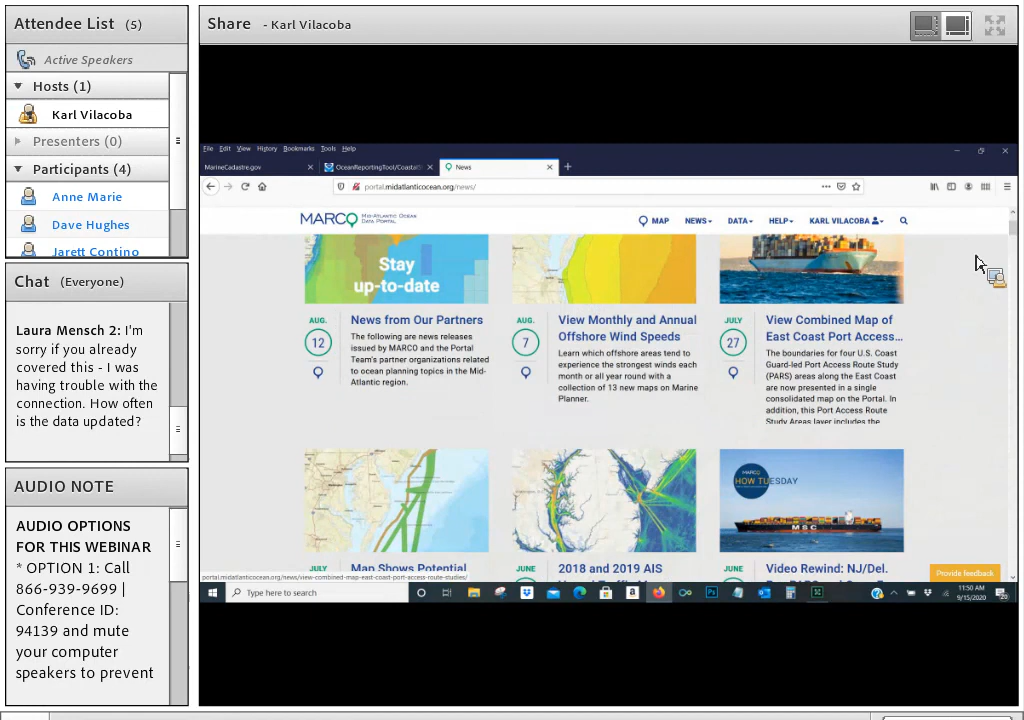 Attendee List (5)
Active Speakers
Hosts (1)
Karl Vilacoba
Presenters (0)
Participants (4)
Anne Marie
Dave Hughes
Jarett Contino
Chat (Everyone)
Laura Mensch 2: I'm
sorry if you already
covered this - I was
having trouble with the
connection. How often
is the data updated?
AUDIO NOTE
AUDIO OPTIONS
FOR THIS WEBINAR
* OPTION 1: Call
866-939-9699 |
Conference ID:
94139 and mute
your computer
speakers to prevent
Share - Karl Vilacoba
File Edit View History Bookmarks Tools Help
MarineCadastre.gov
OceanReportingTool/Coastal
News
portal.midatlanticocean.org/news/
MARCO MID-ATLANTIC OCEAN
DATA PORTAL
MAP NEWS DATA HELP KARL VILACOBA
Stay
up-to-date
AUG.
12
News from Our Partners
The following are news releases
issued by MARCO and the Portal
Team's partner organizations related
to ocean planning topics in the Mid-
Atlantic region.
AUG.
7
View Monthly and Annual
Offshore Wind Speeds
Learn which offshore areas tend to
experience the strongest winds each
month or all year round with a
collection of 13 new maps on Marine
Planner.
JULY
27
View Combined Map of
East Coast Port Access...
The boundaries for four U.S. Coast
Guard-led Port Access Route Study
(PARS) areas along the East Coast
are now presented in a single
consolidated map on the Portal. In
addition, this Port Access Route
Study Areas layer includes the
MARCO
HOW TUESDAY
MSC
JULY
Map Shows Potential
JUNE
2018 and 2019 AIS
JUNE
Video Rewind: NJ/Del.
Provide feedback
portal.midatlanticocean.org/news/view-combined-map-east-coast-port-access-route-studies/
Type here to search
11:50 AM
9/15/2020